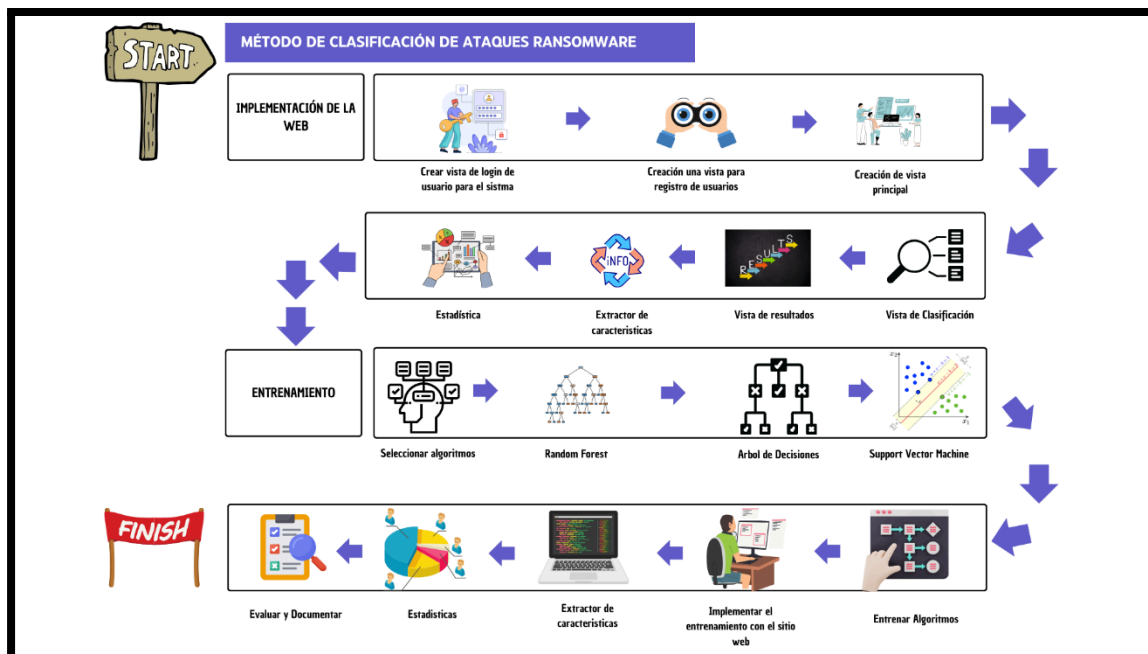 START
MÉTODO DE CLASIFICACIÓN DE ATAQUES RANSOMWARE
IMPLEMENTACIÓN DE LA
WEB
Crear vista de login de
usuario para el sistma
Creación una vista para
registro de usuarios
Creación de vista
principal
RESULTS
INFO
Estadística
Extractor de
caracteristicas
Vista de resultados
Vista de Clasificación
ENTRENAMIENTO
x₂
x₁
Seleccionar algoritmos
Random Forest
Arbol de Decisiones
Support Vector Machine
FINISH
Evaluar y Documentar
Estadisticas
Extractor de
caracteristicas
Implementar el
entrenamiento con el sitio
web
Entrenar Algoritmos